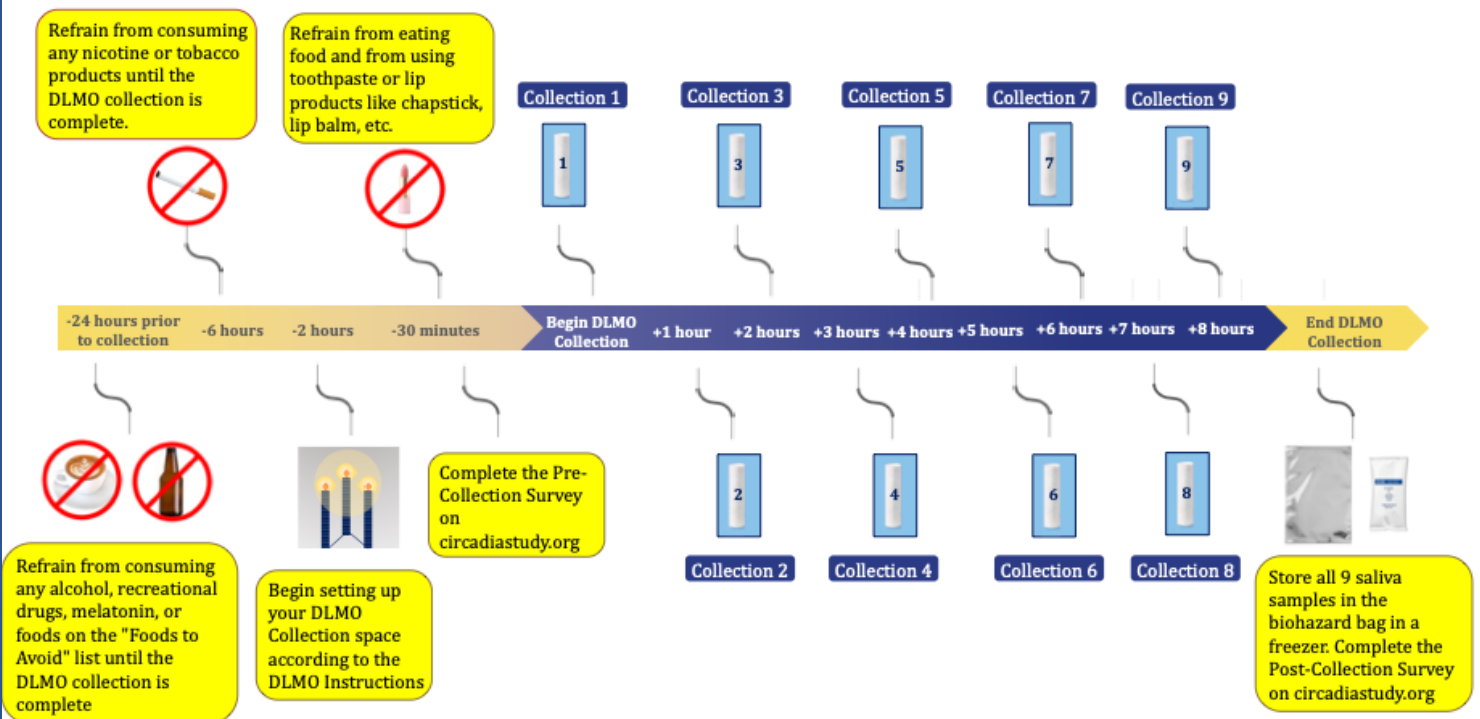 Refrain from consuming
any nicotine or tobacco
products until the
DLMO collection is
complete.
Refrain from eating
food and from using
toothpaste or lip
products like chapstick,
lip balm, etc.
Collection 1
Collection 3
Collection 5
Collection 7
Collection 9
1
3
5
7
9
-24 hours prior
to collection
-6 hours
-2 hours
-30 minutes
Begin DLMO
Collection
+1 hour
+2 hours
+3 hours
+4 hours
+5 hours
+6 hours
+7 hours
+8 hours
End DLMO
Collection
Refrain from consuming
any alcohol, recreational
drugs, melatonin, or
foods on the "Foods to
Avoid" list until the
DLMO collection is
complete
Begin setting up
your DLMO
Collection space
according to the
DLMO Instructions
Complete the Pre-
Collection Survey
on
circadiastudy.org
2
4
6
8
Collection 2
Collection 4
Collection 6
Collection 8
Store all 9 saliva
samples in the
biohazard bag in a
freezer. Complete the
Post-Collection Survey
on circadiastudy.org